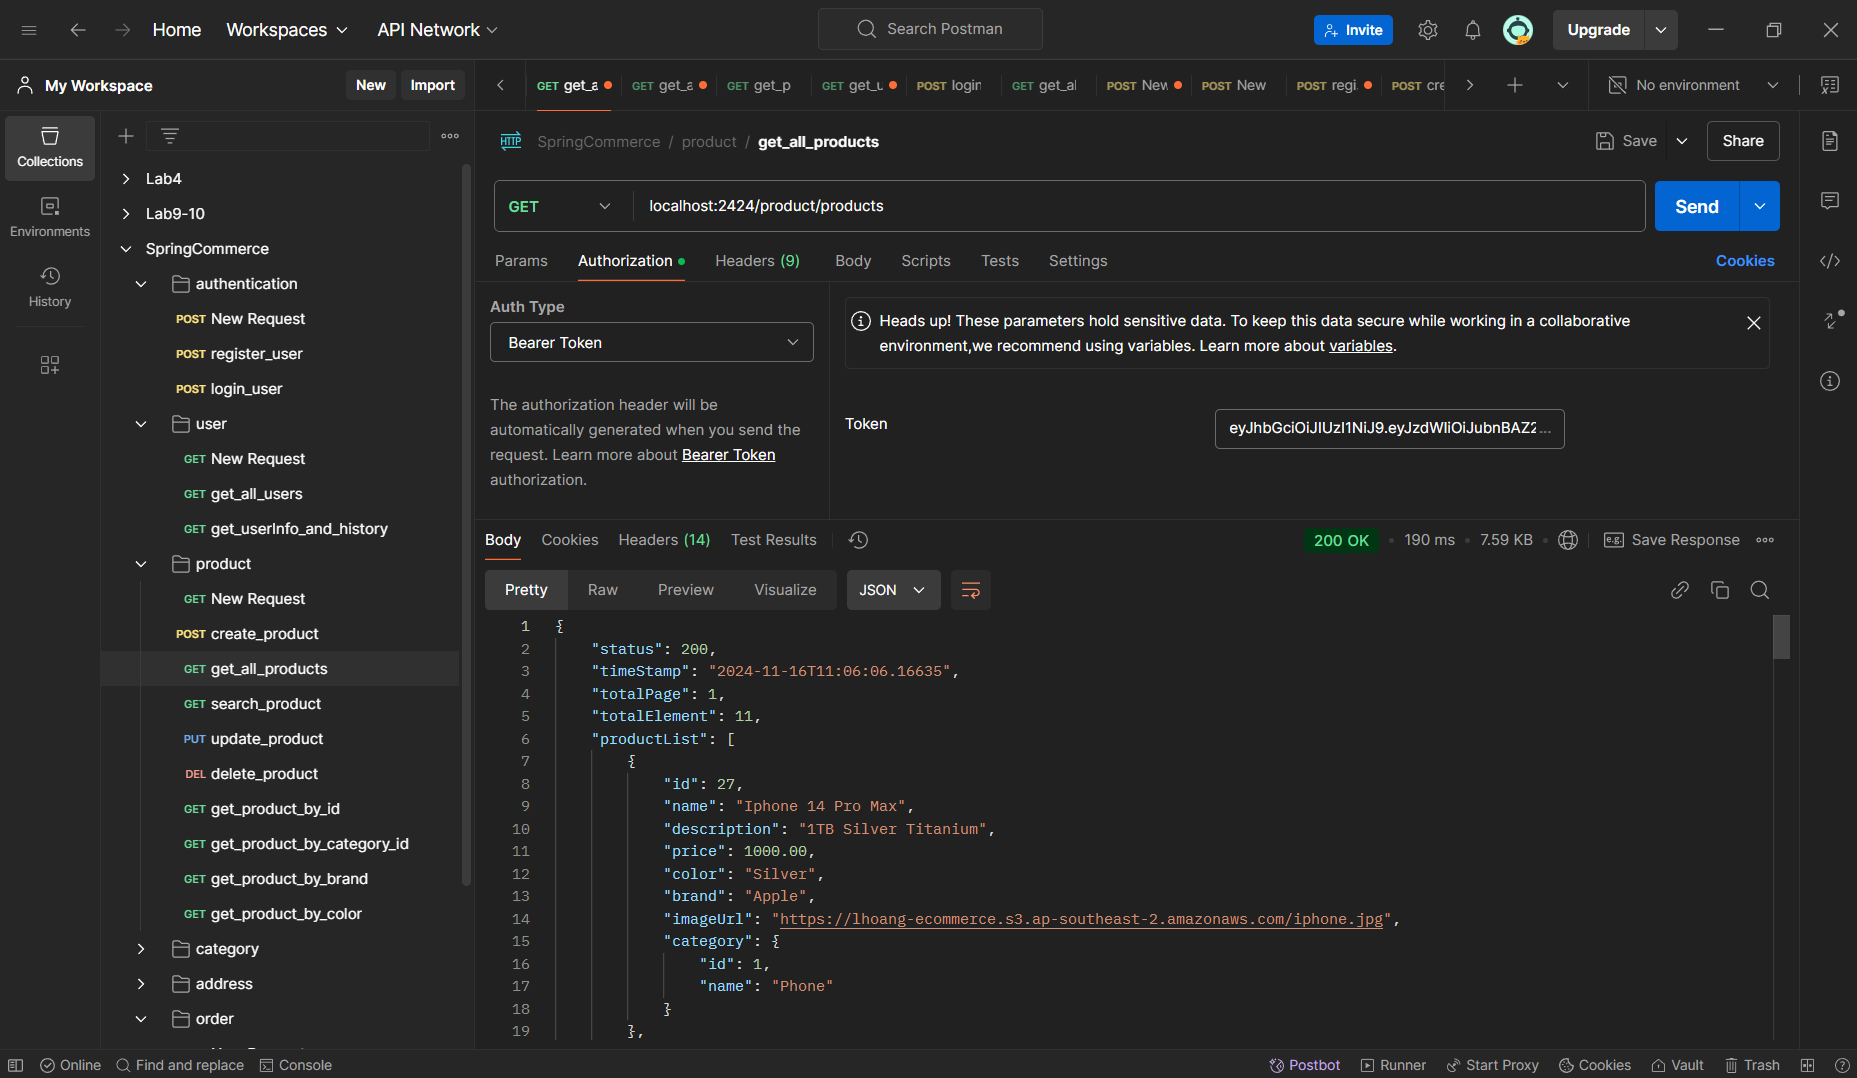 Home
Workspaces
API Network
Search Postman
Invite
Upgrade
My Workspace
New
Import
GET get_a
GET get_a
GET get_p
GET get_u
POST login
GET get_al
POST New
POST New
POST regi
POST cre
No environment
Collections
Environments
History
Lab4
Lab9-10
SpringCommerce
authentication
POST New Request
POST register_user
POST login_user
user
GET New Request
GET get_all_users
GET get_userInfo_and_history
product
GET New Request
POST create_product
GET get_all_products
GET search_product
PUT update_product
DEL delete_product
GET get_product_by_id
GET get_product_by_category_id
GET get_product_by_brand
GET get_product_by_color
category
address
order
HTTP SpringCommerce / product / get_all_products
Save
Share
GET
localhost:2424/product/products
Send
Params
Authorization
Headers (9)
Body
Scripts
Tests
Settings
Cookies
Auth Type
Bearer Token
The authorization header will be
automatically generated when you send the
request. Learn more about Bearer Token
authorization.
Heads up! These parameters hold sensitive data. To keep this data secure while working in a collaborative
environment,we recommend using variables. Learn more about variables.
Token
eyJhbGciOiJIUzI1NiJ9.eyJzdWIiOiJubnBAZ2...
Body
Cookies
Headers (14)
Test Results
200 OK
190 ms
7.59 KB
e.g. Save Response
Pretty
Raw
Preview
Visualize
JSON
1 {
2 "status": 200,
3 "timeStamp": "2024-11-16T11:06:06.16635",
4 "totalPage": 1,
5 "totalElement": 11,
6 "productList": [
7 {
8 "id": 27,
9 "name": "Iphone 14 Pro Max",
10 "description": "1TB Silver Titanium",
11 "price": 1000.00,
12 "color": "Silver",
13 "brand": "Apple",
14 "imageUrl": "https://lhoang-ecommerce.s3.ap-southeast-2.amazonaws.com/iphone.jpg",
15 "category": {
16 "id": 1,
17 "name": "Phone"
18 }
19 },
Online
Find and replace
Console
Postbot
Runner
Start Proxy
Cookies
Vault
Trash